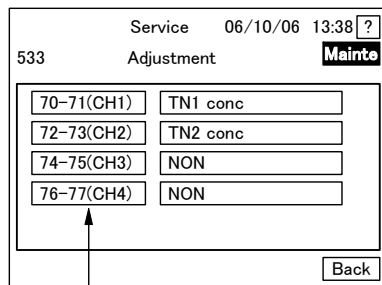 Service 06/10/06 13:38 ?
533 Adjustment Mainte
70-71(CH1) TN1 conc
72-73(CH2) TN2 conc
74-75(CH3) NON
76-77(CH4) NON
Back